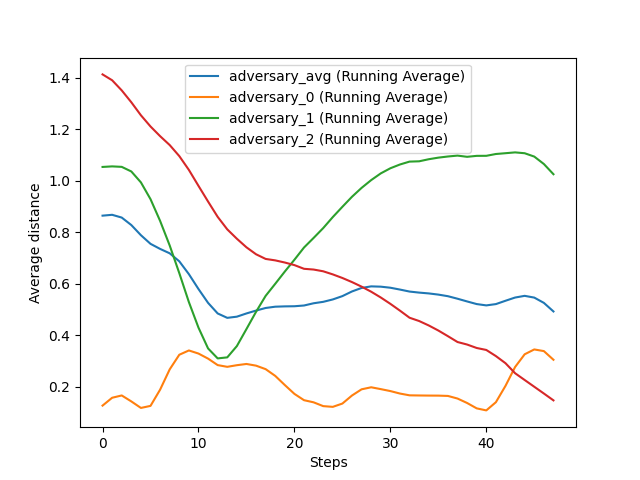 adversary_avg (Running Average)
adversary_0 (Running Average)
adversary_1 (Running Average)
adversary_2 (Running Average)
Average distance
1.4
1.2
1.0
0.8
0.6
0.4
0.2
0 10 20 30 40
Steps